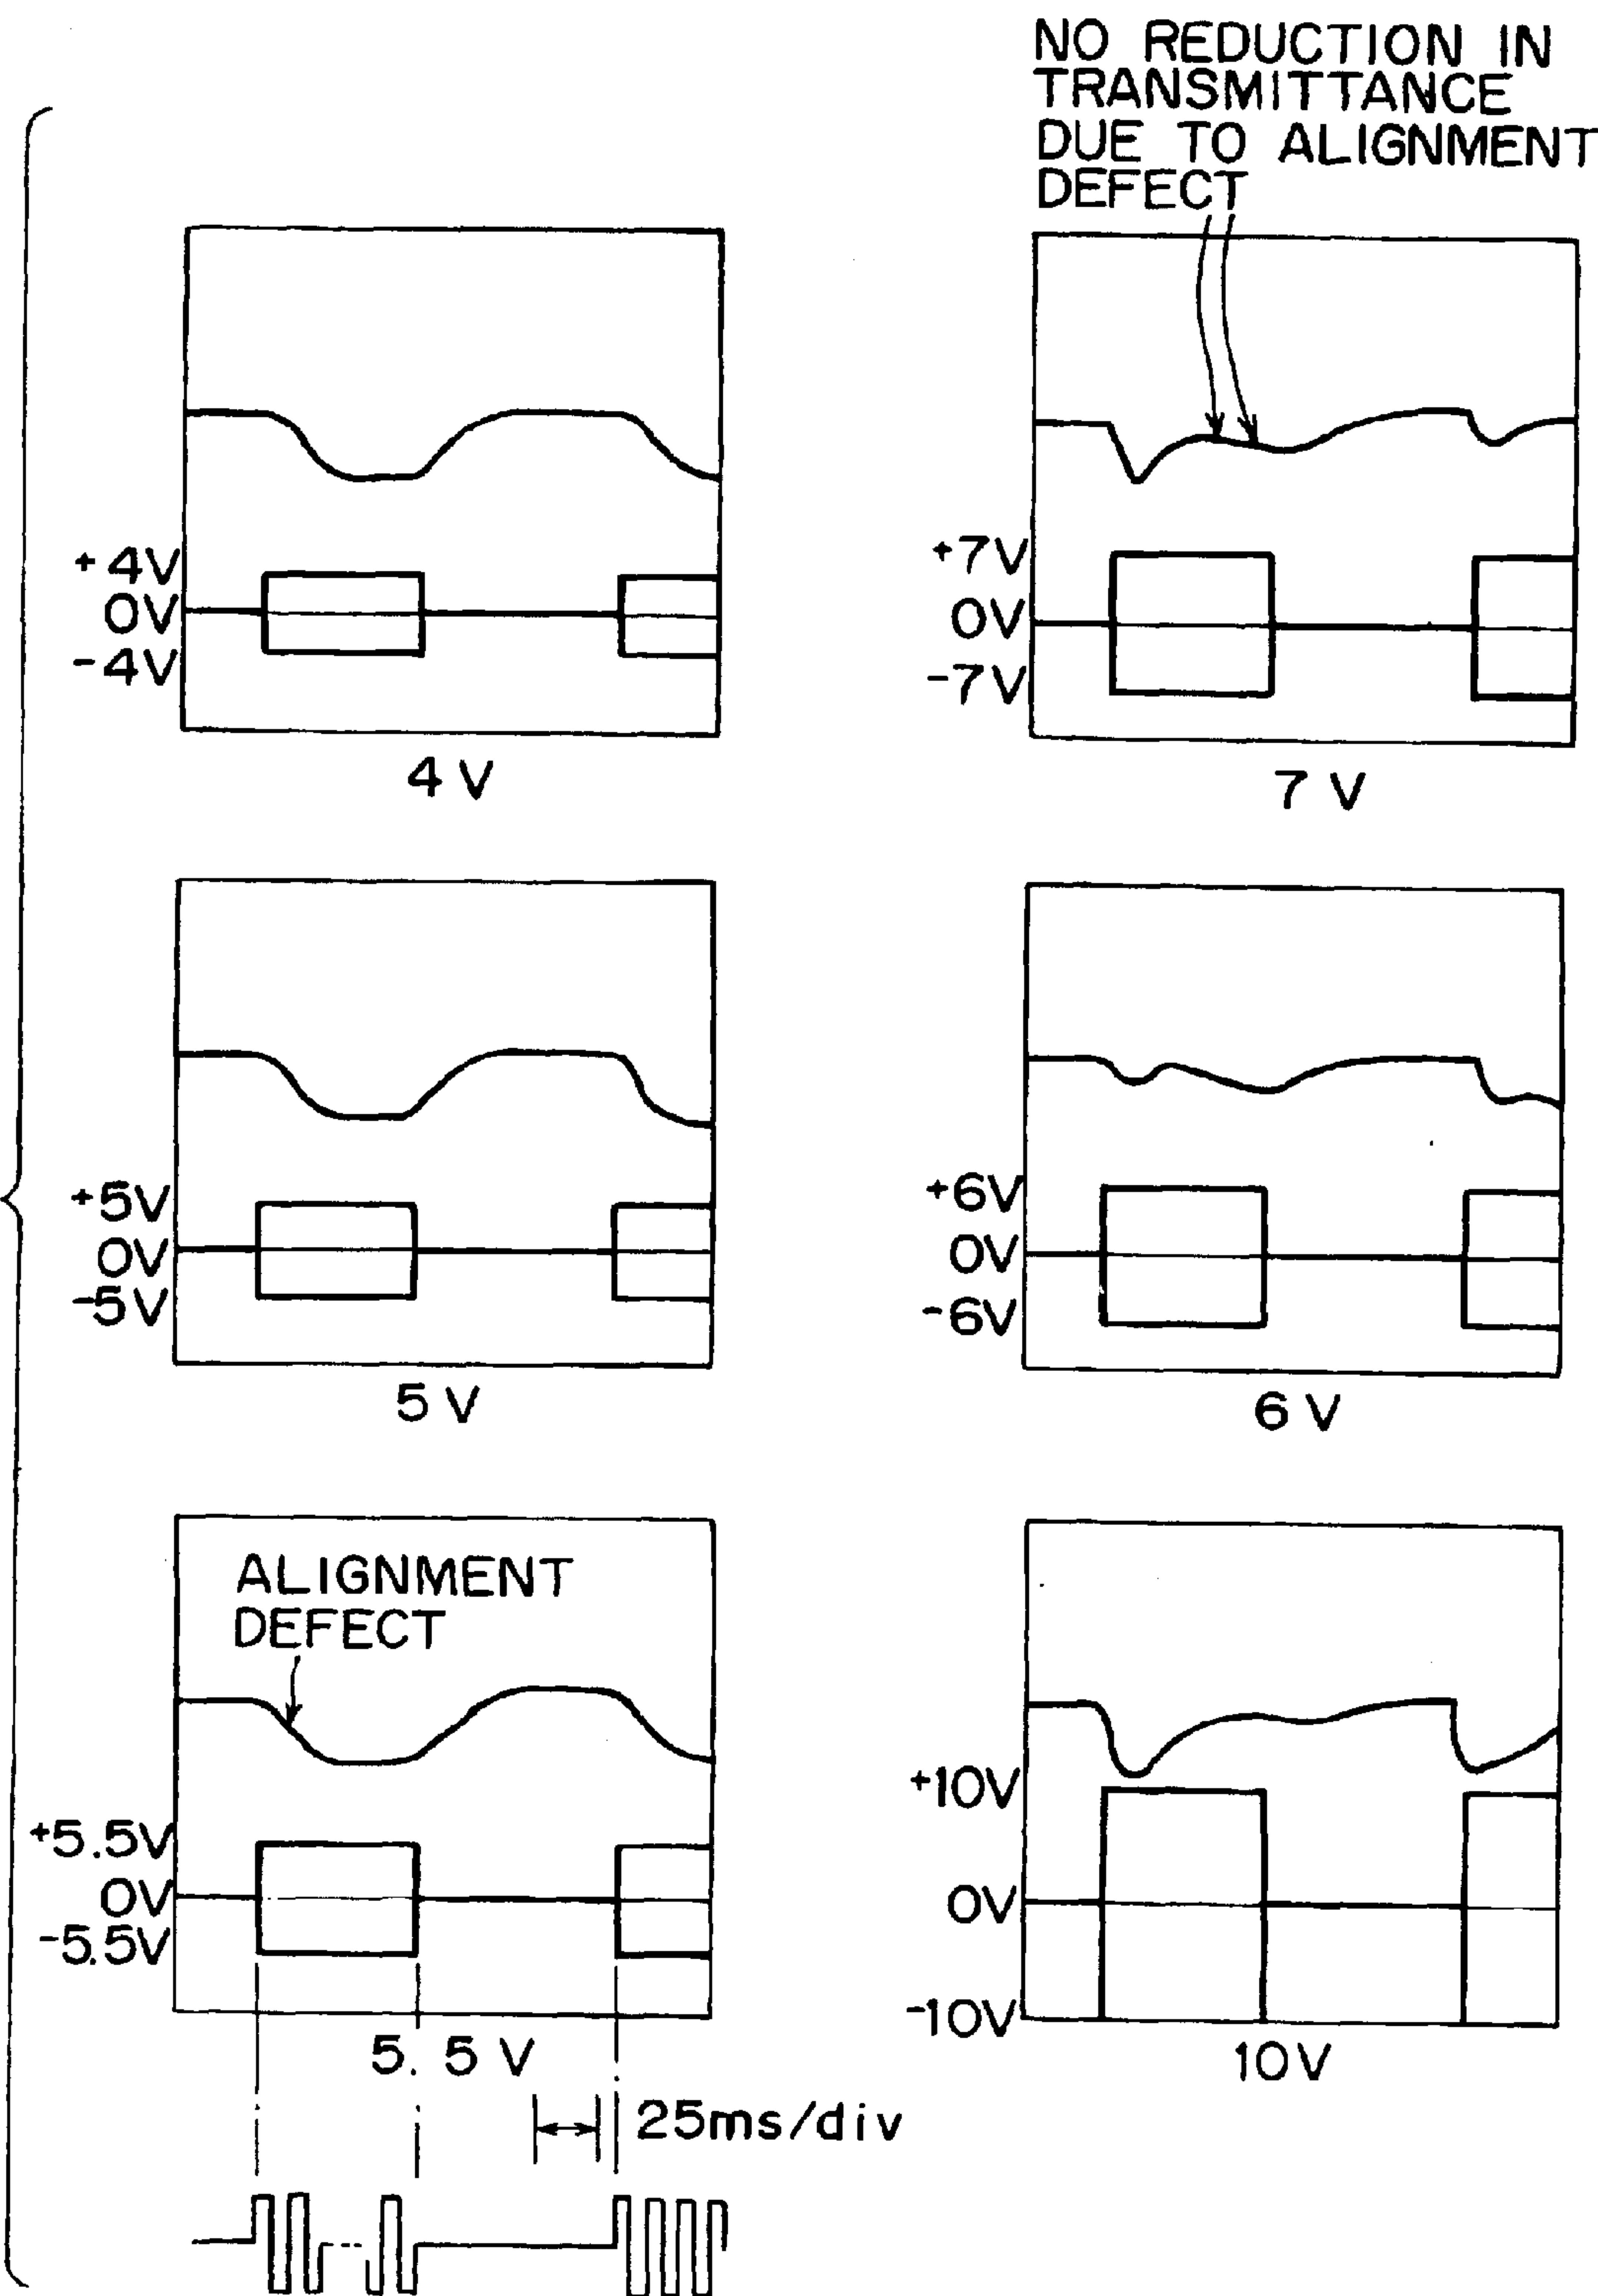 NO REDUCTION IN
TRANSMITTANCE
DUE TO ALIGNMENT
DEFECT
+4V
0V
-4V
4 V
+7V
0V
-7V
7 V
+5V
0V
-5V
5 V
+6V
0V
-6V
6 V
ALIGNMENT
DEFECT
+5.5V
0V
-5.5V
5. 5 V
+10V
0V
-10V
10V
25ms/div